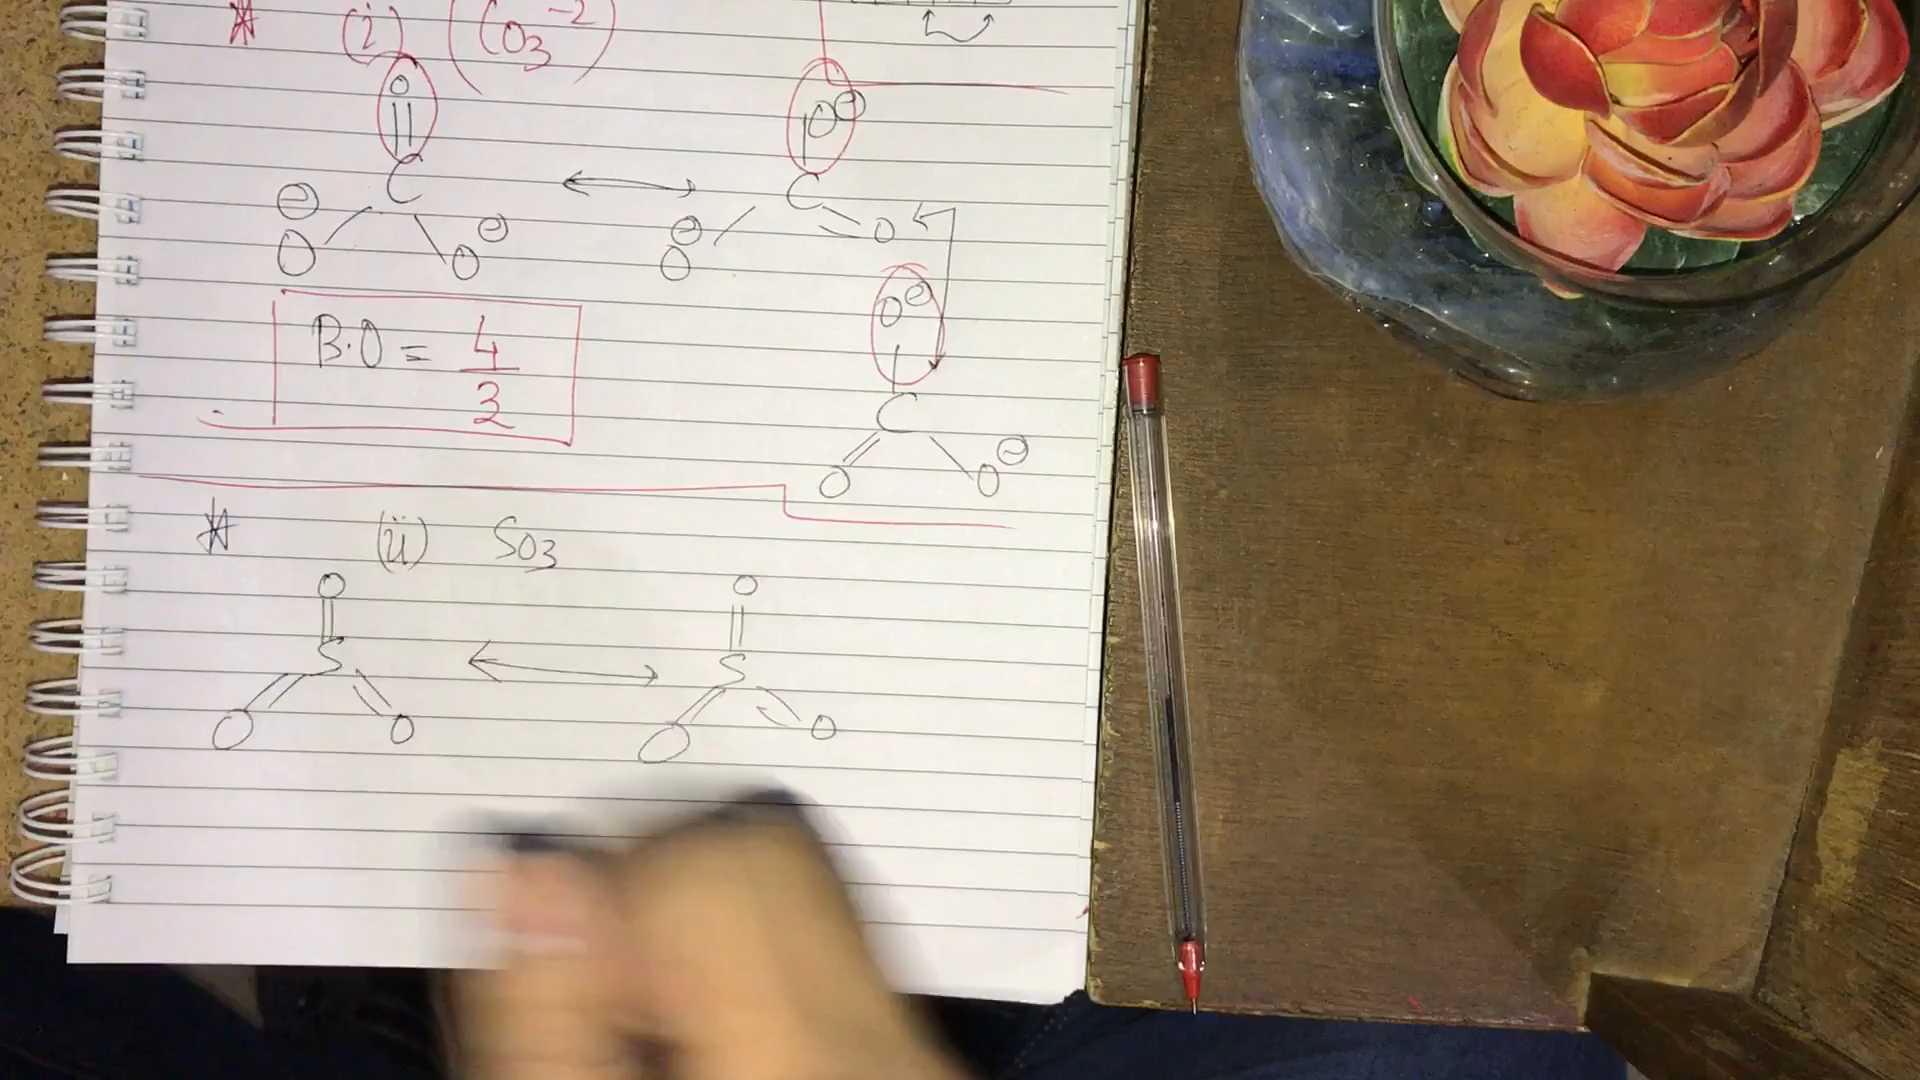 (i) (CO3^-2)
O O⊖
C C
⊖ O O⊖ ⊖ O O
B.O = 4/3
O⊖
C
O O⊖
(ii) SO3
O O
S S
O O O O